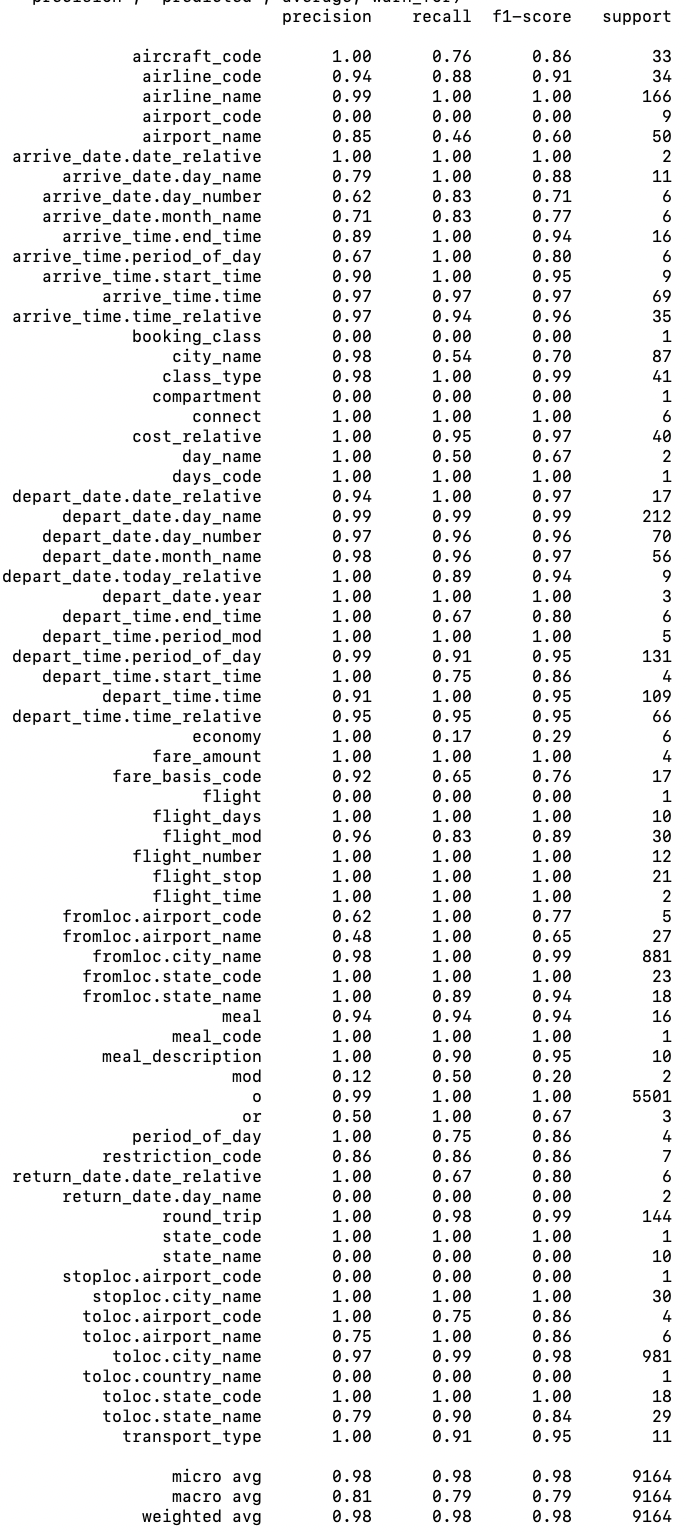 precision recall f1-score support
aircraft_code 1.00 0.76 0.86 33
airline_code 0.94 0.88 0.91 34
airline_name 0.99 1.00 1.00 166
airport_code 0.00 0.00 0.00 9
airport_name 0.85 0.46 0.60 50
arrive_date.date_relative 1.00 1.00 1.00 2
arrive_date.day_name 0.79 1.00 0.88 11
arrive_date.day_number 0.62 0.83 0.71 6
arrive_date.month_name 0.71 0.83 0.77 6
arrive_time.end_time 0.89 1.00 0.94 16
arrive_time.period_of_day 0.67 1.00 0.80 6
arrive_time.start_time 0.90 1.00 0.95 9
arrive_time.time 0.97 0.97 0.97 69
arrive_time.time_relative 0.97 0.94 0.96 35
booking_class 0.00 0.00 0.00 1
city_name 0.98 0.54 0.70 87
class_type 0.98 1.00 0.99 41
compartment 0.00 0.00 0.00 1
connect 1.00 1.00 1.00 6
cost_relative 1.00 0.95 0.97 40
day_name 1.00 0.50 0.67 2
days_code 1.00 1.00 1.00 1
depart_date.date_relative 0.94 1.00 0.97 17
depart_date.day_name 0.99 0.99 0.99 212
depart_date.day_number 0.97 0.96 0.96 70
depart_date.month_name 0.98 0.96 0.97 56
depart_date.today_relative 1.00 0.89 0.94 9
depart_date.year 1.00 1.00 1.00 3
depart_time.end_time 1.00 0.67 0.80 6
depart_time.period_mod 1.00 1.00 1.00 5
depart_time.period_of_day 0.99 0.91 0.95 131
depart_time.start_time 1.00 0.75 0.86 4
depart_time.time 0.91 1.00 0.95 109
depart_time.time_relative 0.95 0.95 0.95 66
economy 1.00 0.17 0.29 6
fare_amount 1.00 1.00 1.00 4
fare_basis_code 0.92 0.65 0.76 17
flight 0.00 0.00 0.00 1
flight_days 1.00 1.00 1.00 10
flight_mod 0.96 0.83 0.89 30
flight_number 1.00 1.00 1.00 12
flight_stop 1.00 1.00 1.00 21
flight_time 1.00 1.00 1.00 2
fromloc.airport_code 0.62 1.00 0.77 5
fromloc.airport_name 0.48 1.00 0.65 27
fromloc.city_name 0.98 1.00 0.99 881
fromloc.state_code 1.00 1.00 1.00 23
fromloc.state_name 1.00 0.89 0.94 18
meal 0.94 0.94 0.94 16
meal_code 1.00 1.00 1.00 1
meal_description 1.00 0.90 0.95 10
mod 0.12 0.50 0.20 2
o 0.99 1.00 1.00 5501
or 0.50 1.00 0.67 3
period_of_day 1.00 0.75 0.86 4
restriction_code 0.86 0.86 0.86 7
return_date.date_relative 1.00 0.67 0.80 6
return_date.day_name 0.00 0.00 0.00 2
round_trip 1.00 0.98 0.99 144
state_code 1.00 1.00 1.00 1
state_name 0.00 0.00 0.00 10
stoploc.airport_code 0.00 0.00 0.00 1
stoploc.city_name 1.00 1.00 1.00 30
toloc.airport_code 1.00 0.75 0.86 4
toloc.airport_name 0.75 1.00 0.86 6
toloc.city_name 0.97 0.99 0.98 981
toloc.country_name 0.00 0.00 0.00 1
toloc.state_code 1.00 1.00 1.00 18
toloc.state_name 0.79 0.90 0.84 29
transport_type 1.00 0.91 0.95 11
micro avg 0.98 0.98 0.98 9164
macro avg 0.81 0.79 0.79 9164
weighted avg 0.98 0.98 0.98 9164